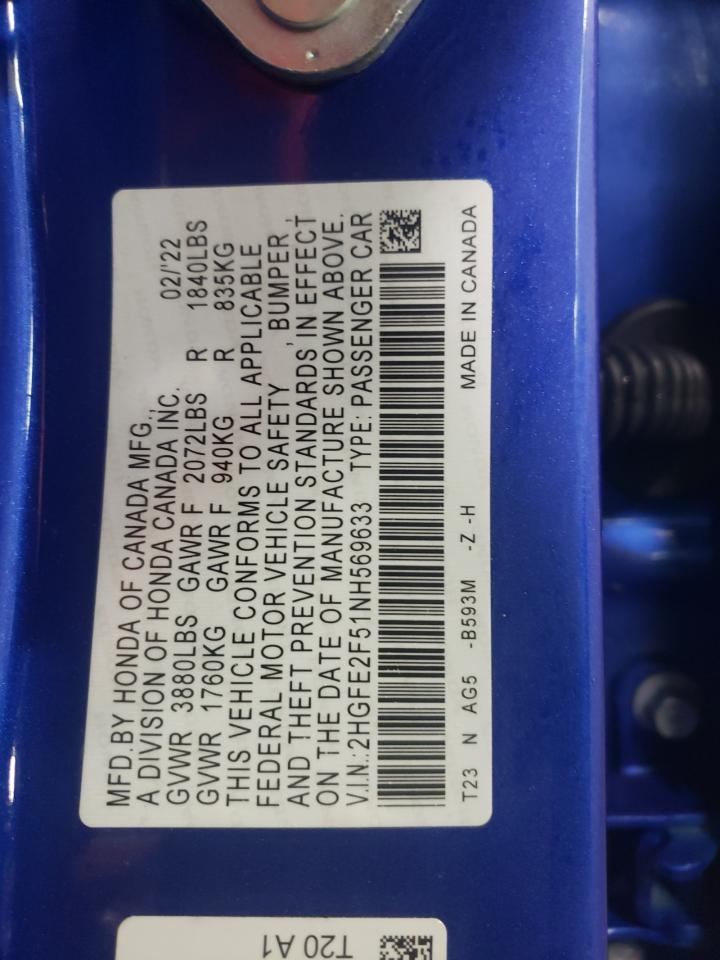 MFD. BY HONDA OF CANADA MFG.,
A DIVISION OF HONDA CANADA INC. 02/'22
GVWR 3880LBS GAWR F 2072LBS R 1840LBS
GVWR 1760KG GAWR F 940KG R 835KG
THIS VEHICLE CONFORMS TO ALL APPLICABLE
FEDERAL MOTOR VEHICLE SAFETY , BUMPER ,
AND THEFT PREVENTION STANDARDS IN EFFECT
ON THE DATE OF MANUFACTURE SHOWN ABOVE.
V.I.N.:2HGFE2F51NH569633 TYPE: PASSENGER CAR
T23 N AG5 -B593M -Z -H MADE IN CANADA
T20 A1